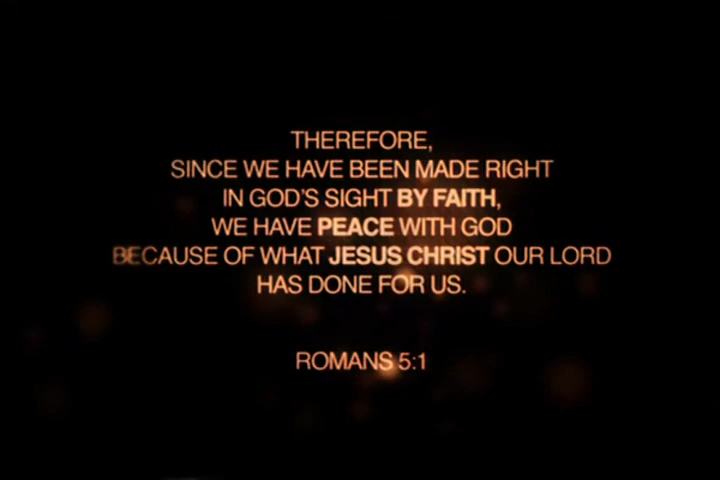 THEREFORE,
SINCE WE HAVE BEEN MADE RIGHT
IN GOD'S SIGHT BY FAITH,
WE HAVE PEACE WITH GOD
BECAUSE OF WHAT JESUS CHRIST OUR LORD
HAS DONE FOR US.
ROMANS 5:1